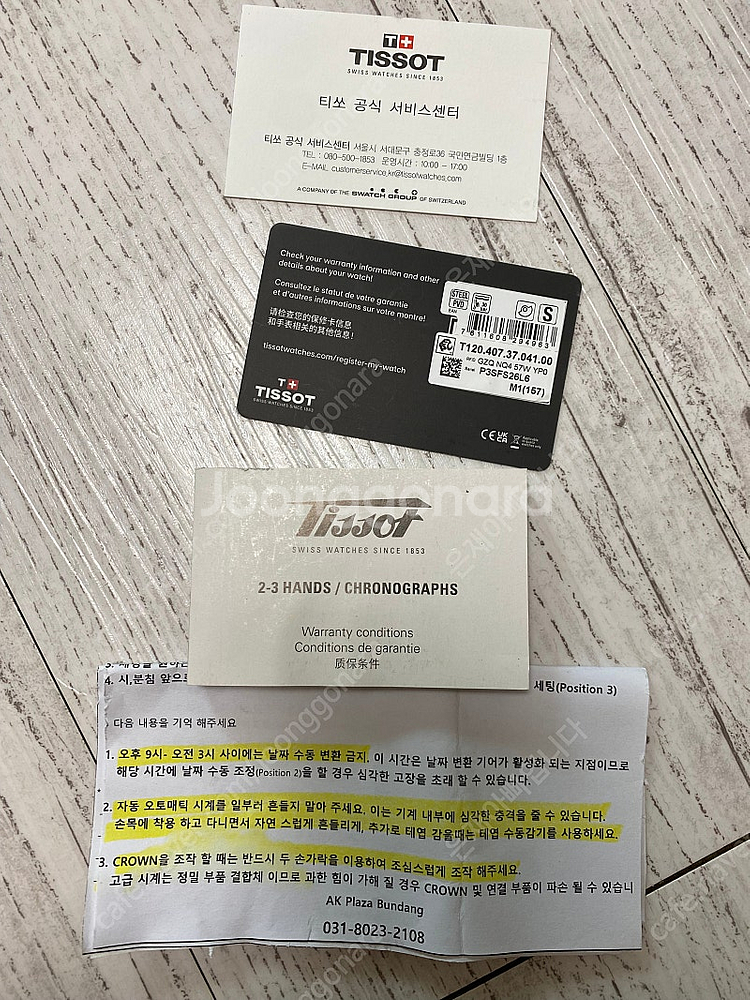 TISSOT
SWISS WATCHES SINCE 1853
티쏘 공식 서비스센터
티쏘 공식 서비스센터 서울시 서대문구 충정로36 국민연금빌딩 1층
TEL : 080-500-1853 운영시간 : 10:00 - 17:00
E-MAIL customerservice.kr@tissotwatches.com
A COMPANY OF THE SWATCH GROUP OF SWITZERLAND
Check your warranty information and other
details about your watch!
Consultez le statut de votre garantie
et d'autres informations sur votre montre!
请检查您的保修卡信息
和手表相关的其他信息!
tissotwatches.com/register-my-watch
TISSOT
SWISS WATCHES SINCE 1853
STEEL
PVD
S
EAN
7 611608 294963
T120.407.37.041.00
GZQ NQ4 57W YP0
Serial P3SFS26L6
M1(157)
CE UK CA
Joonggonara
Tissot
SWISS WATCHES SINCE 1853
2-3 HANDS / CHRONOGRAPHS
Warranty conditions
Conditions de garantie
质保条件
4. 시,분침 앞으 세팅(Position 3)
다음 내용을 기억 해주세요
1. 오후 9시- 오전 3시 사이에는 날짜 수동 변환 금지. 이 시간은 날짜 변환 기어가 활성화 되는 지점이므로
해당 시간에 날짜 수동 조정(Position 2)을 할 경우 심각한 고장을 초래 할 수 있습니다.
2. 자동 오토매틱 시계를 일부러 흔들지 말아 주세요. 이는 기계 내부에 심각한 충격을 줄 수 있습니다.
손목에 착용 하고 다니면서 자연 스럽게 흔들리게, 추가로 테엽 감을때는 테엽 수동감기를 사용하세요.
3. CROWN을 조작 할 때는 반드시 두 손가락을 이용하여 조심스럽게 조작 해주세요.
고급 시계는 정밀 부품 결합체 이므로 과한 힘이 가해 질 경우 CROWN 및 연결 부품이 파손 될 수 있습니
AK Plaza Bundang
031-8023-2108